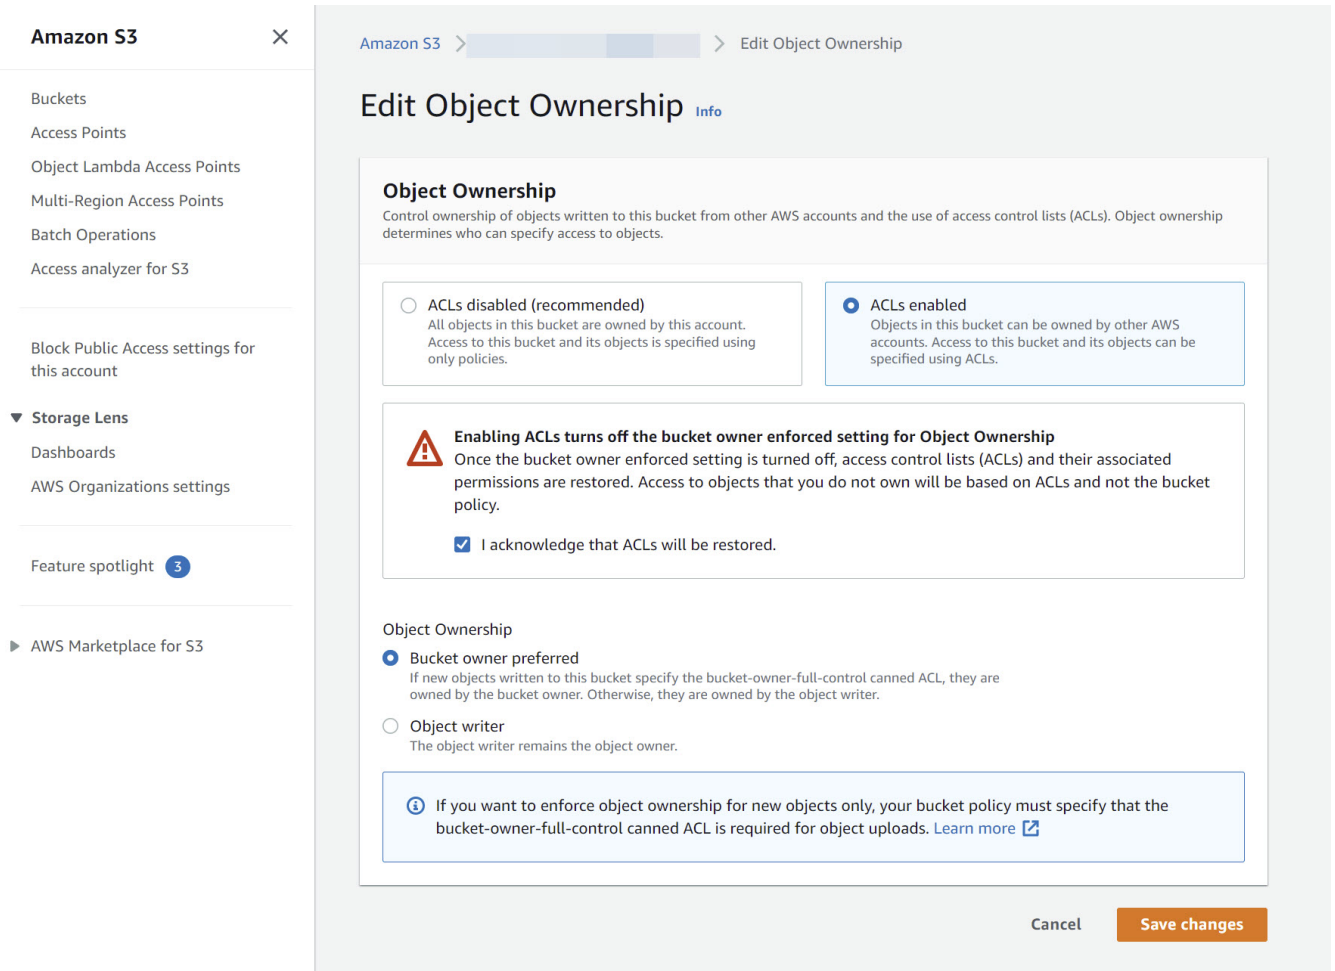 Amazon S3
Buckets
Access Points
Object Lambda Access Points
Multi-Region Access Points
Batch Operations
Access analyzer for S3
Block Public Access settings for
this account
Storage Lens
Dashboards
AWS Organizations settings
Feature spotlight 3
AWS Marketplace for S3
Amazon S3 > > Edit Object Ownership
Edit Object Ownership Info
Object Ownership
Control ownership of objects written to this bucket from other AWS accounts and the use of access control lists (ACLs). Object ownership
determines who can specify access to objects.
ACLs disabled (recommended)
All objects in this bucket are owned by this account.
Access to this bucket and its objects is specified using
only policies.
ACLs enabled
Objects in this bucket can be owned by other AWS
accounts. Access to this bucket and its objects can be
specified using ACLs.
Enabling ACLs turns off the bucket owner enforced setting for Object Ownership
Once the bucket owner enforced setting is turned off, access control lists (ACLs) and their associated
permissions are restored. Access to objects that you do not own will be based on ACLs and not the bucket
policy.
I acknowledge that ACLs will be restored.
Object Ownership
Bucket owner preferred
If new objects written to this bucket specify the bucket-owner-full-control canned ACL, they are
owned by the bucket owner. Otherwise, they are owned by the object writer.
Object writer
The object writer remains the object owner.
If you want to enforce object ownership for new objects only, your bucket policy must specify that the
bucket-owner-full-control canned ACL is required for object uploads. Learn more
Cancel
Save changes